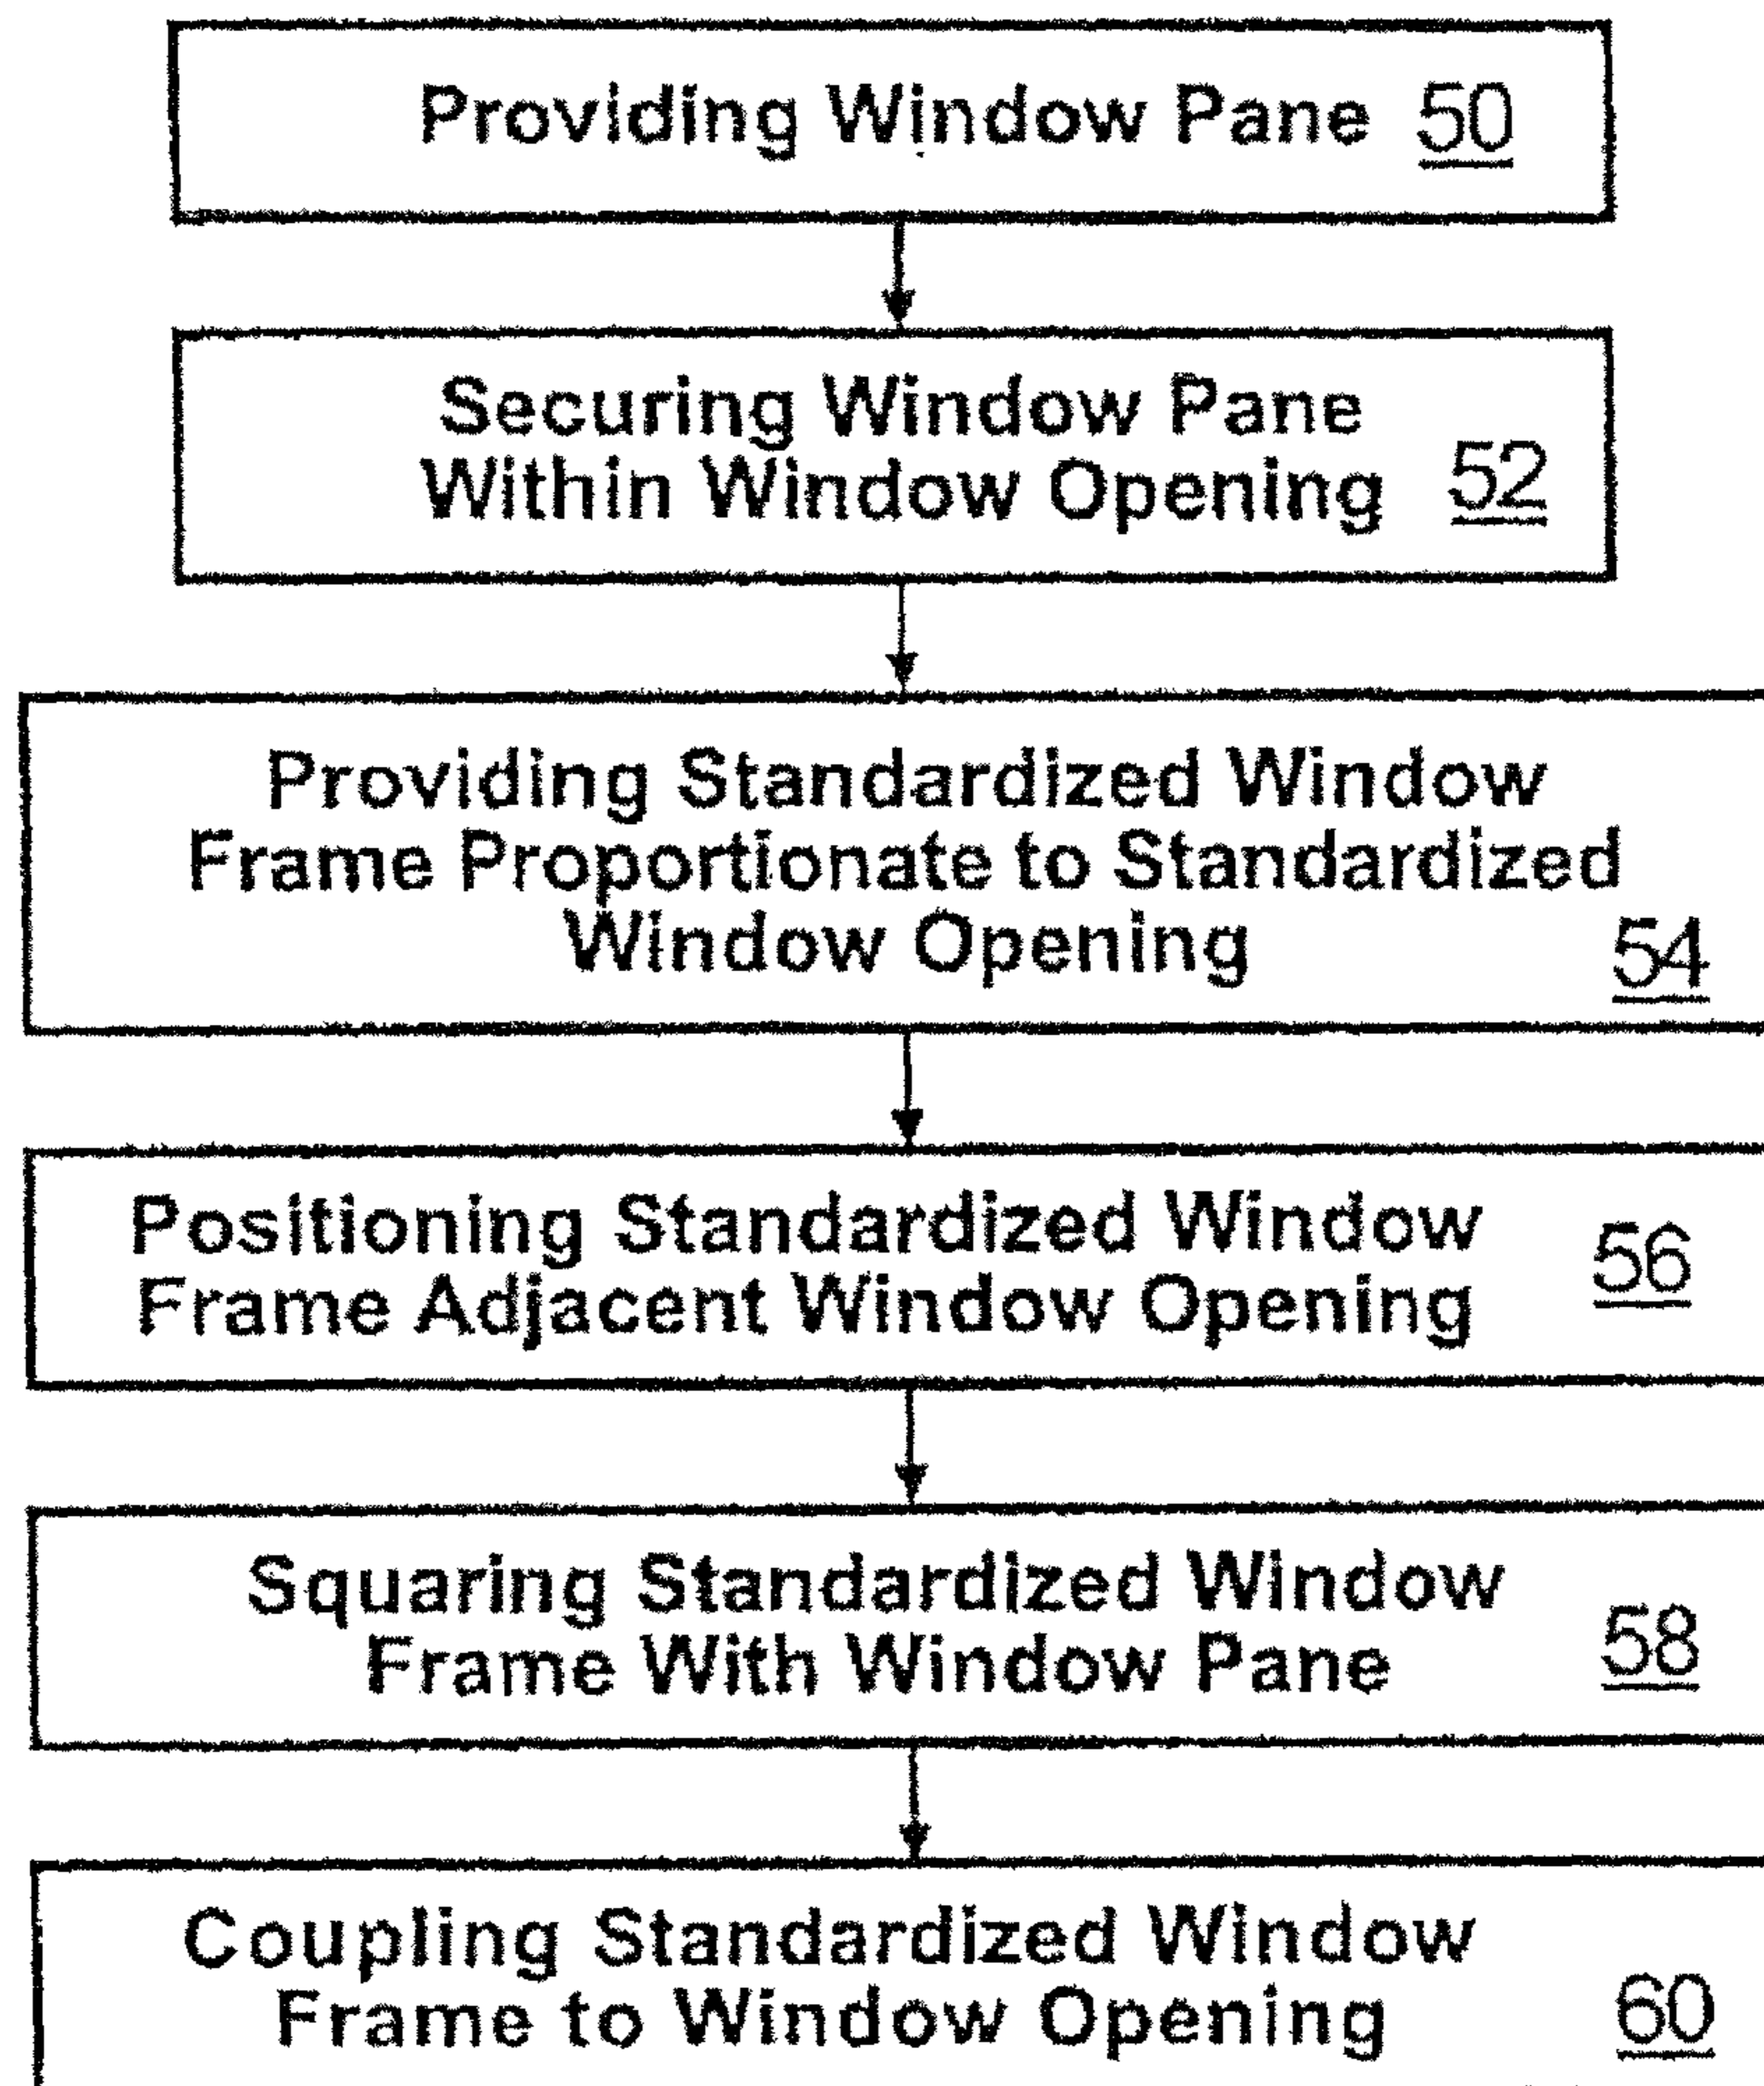 Providing Window Pane 50
Securing Window Pane
Within Window Opening 52
Providing Standardized Window
Frame Proportionate to Standardized
Window Opening 54
Positioning Standardized Window
Frame Adjacent Window Opening 56
Squaring Standardized Window
Frame With Window Pane 58
Coupling Standardized Window
Frame to Window Opening 60